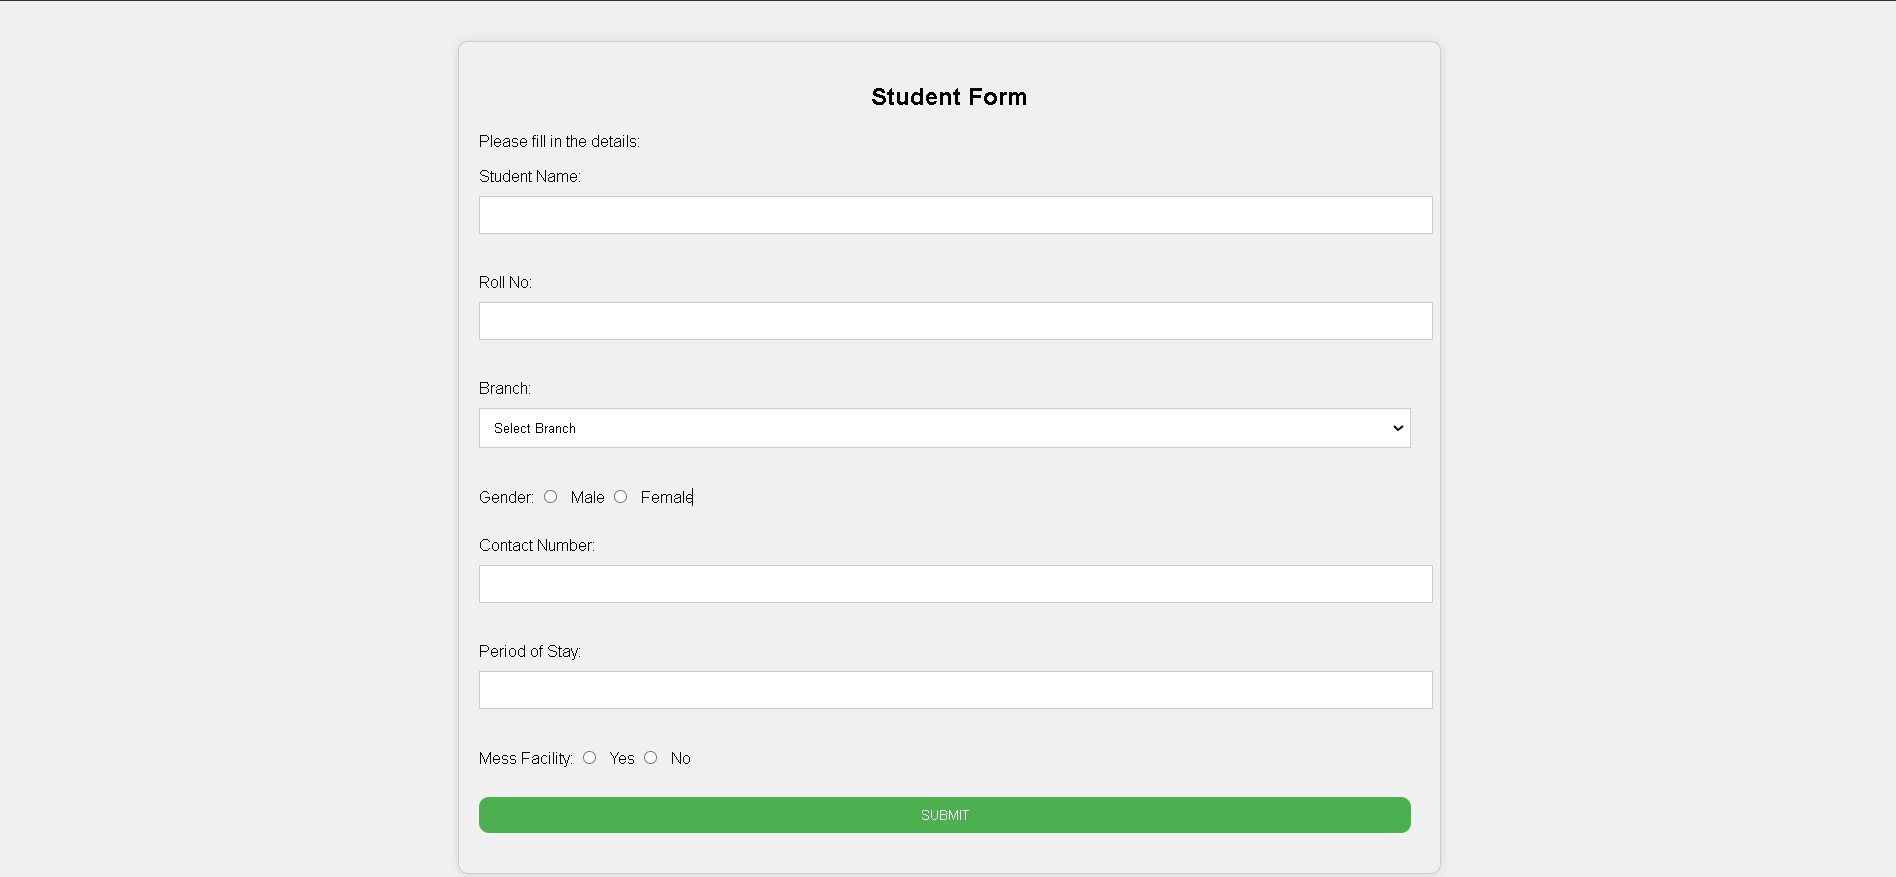 Student Form
Please fill in the details:
Student Name:
Roll No:
Branch:
Select Branch
Gender: Male Female
Contact Number:
Period of Stay:
Mess Facility: Yes No
SUBMIT